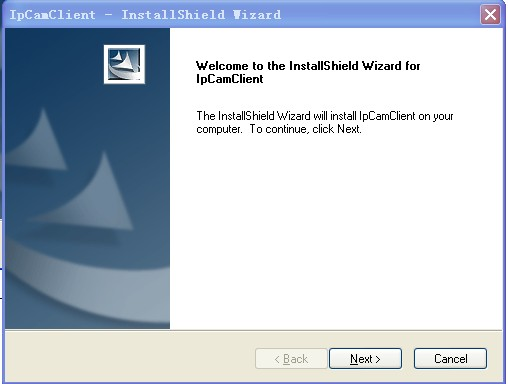 IpCamClient - InstallShield Wizard
Welcome to the InstallShield Wizard for
IpCamClient
The InstallShield Wizard will install IpCamClient on your
computer. To continue, click Next.
< Back
Next >
Cancel